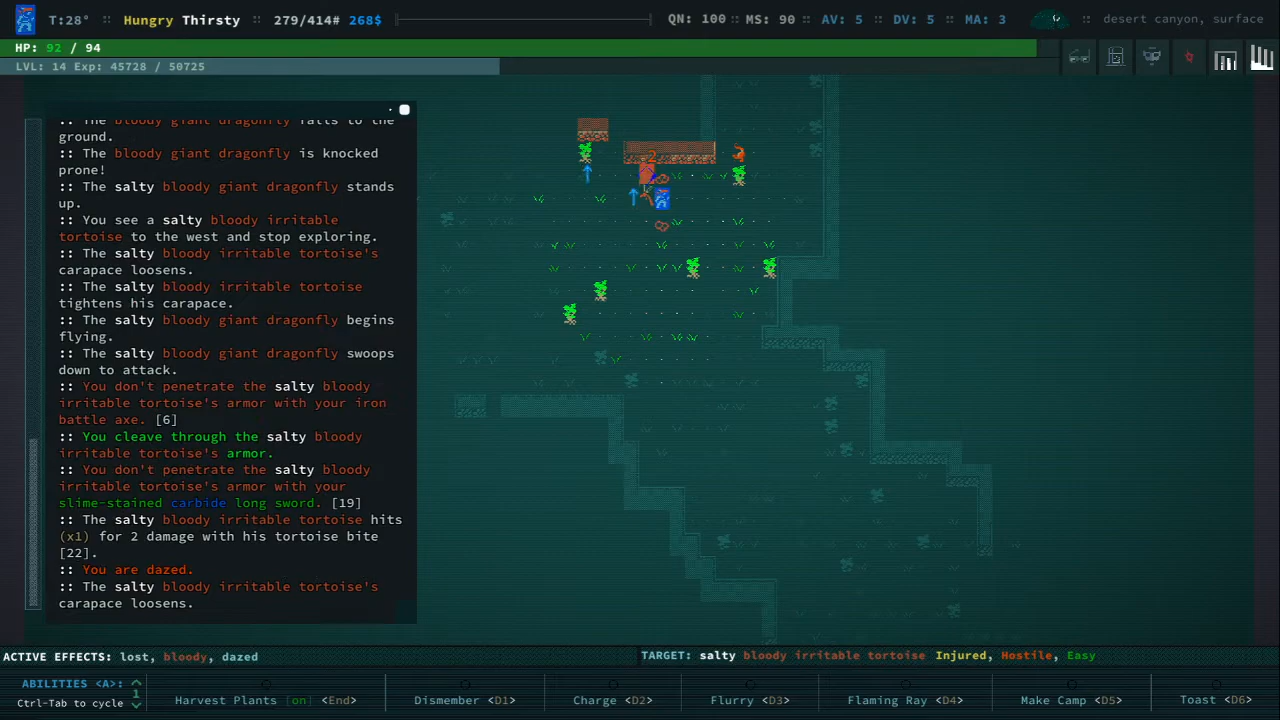 T:28° :: Hungry Thirsty :: 279/414# 268$ QN: 100 :: MS: 90 :: AV: 5 :: DV: 5 :: MA: 3 :: desert canyon, surface
HP: 92 / 94
LVL: 14 Exp: 45728 / 50725
:: The bloody giant dragonfly falls to the
ground.
:: The bloody giant dragonfly is knocked
prone!
:: The salty bloody giant dragonfly stands
up.
:: You see a salty bloody irritable
tortoise to the west and stop exploring.
:: The salty bloody irritable tortoise's
carapace loosens.
:: The salty bloody irritable tortoise
tightens his carapace.
:: The salty bloody giant dragonfly begins
flying.
:: The salty bloody giant dragonfly swoops
down to attack.
:: You don't penetrate the salty bloody
irritable tortoise's armor with your iron
battle axe. [6]
:: You cleave through the salty bloody
irritable tortoise's armor.
:: You don't penetrate the salty bloody
irritable tortoise's armor with your
slime-stained carbide long sword. [19]
:: The salty bloody irritable tortoise hits
(x1) for 2 damage with his tortoise bite
[22].
:: You are dazed.
:: The salty bloody irritable tortoise's
carapace loosens.
2
ACTIVE EFFECTS: lost, bloody, dazed
TARGET: salty bloody irritable tortoise Injured, Hostile, Easy
ABILITIES <A>:
1
Ctrl-Tab to cycle
Harvest Plants [on] <End>
Dismember <D1>
Charge <D2>
Flurry <D3>
Flaming Ray <D4>
Make Camp <D5>
Toast <D6>